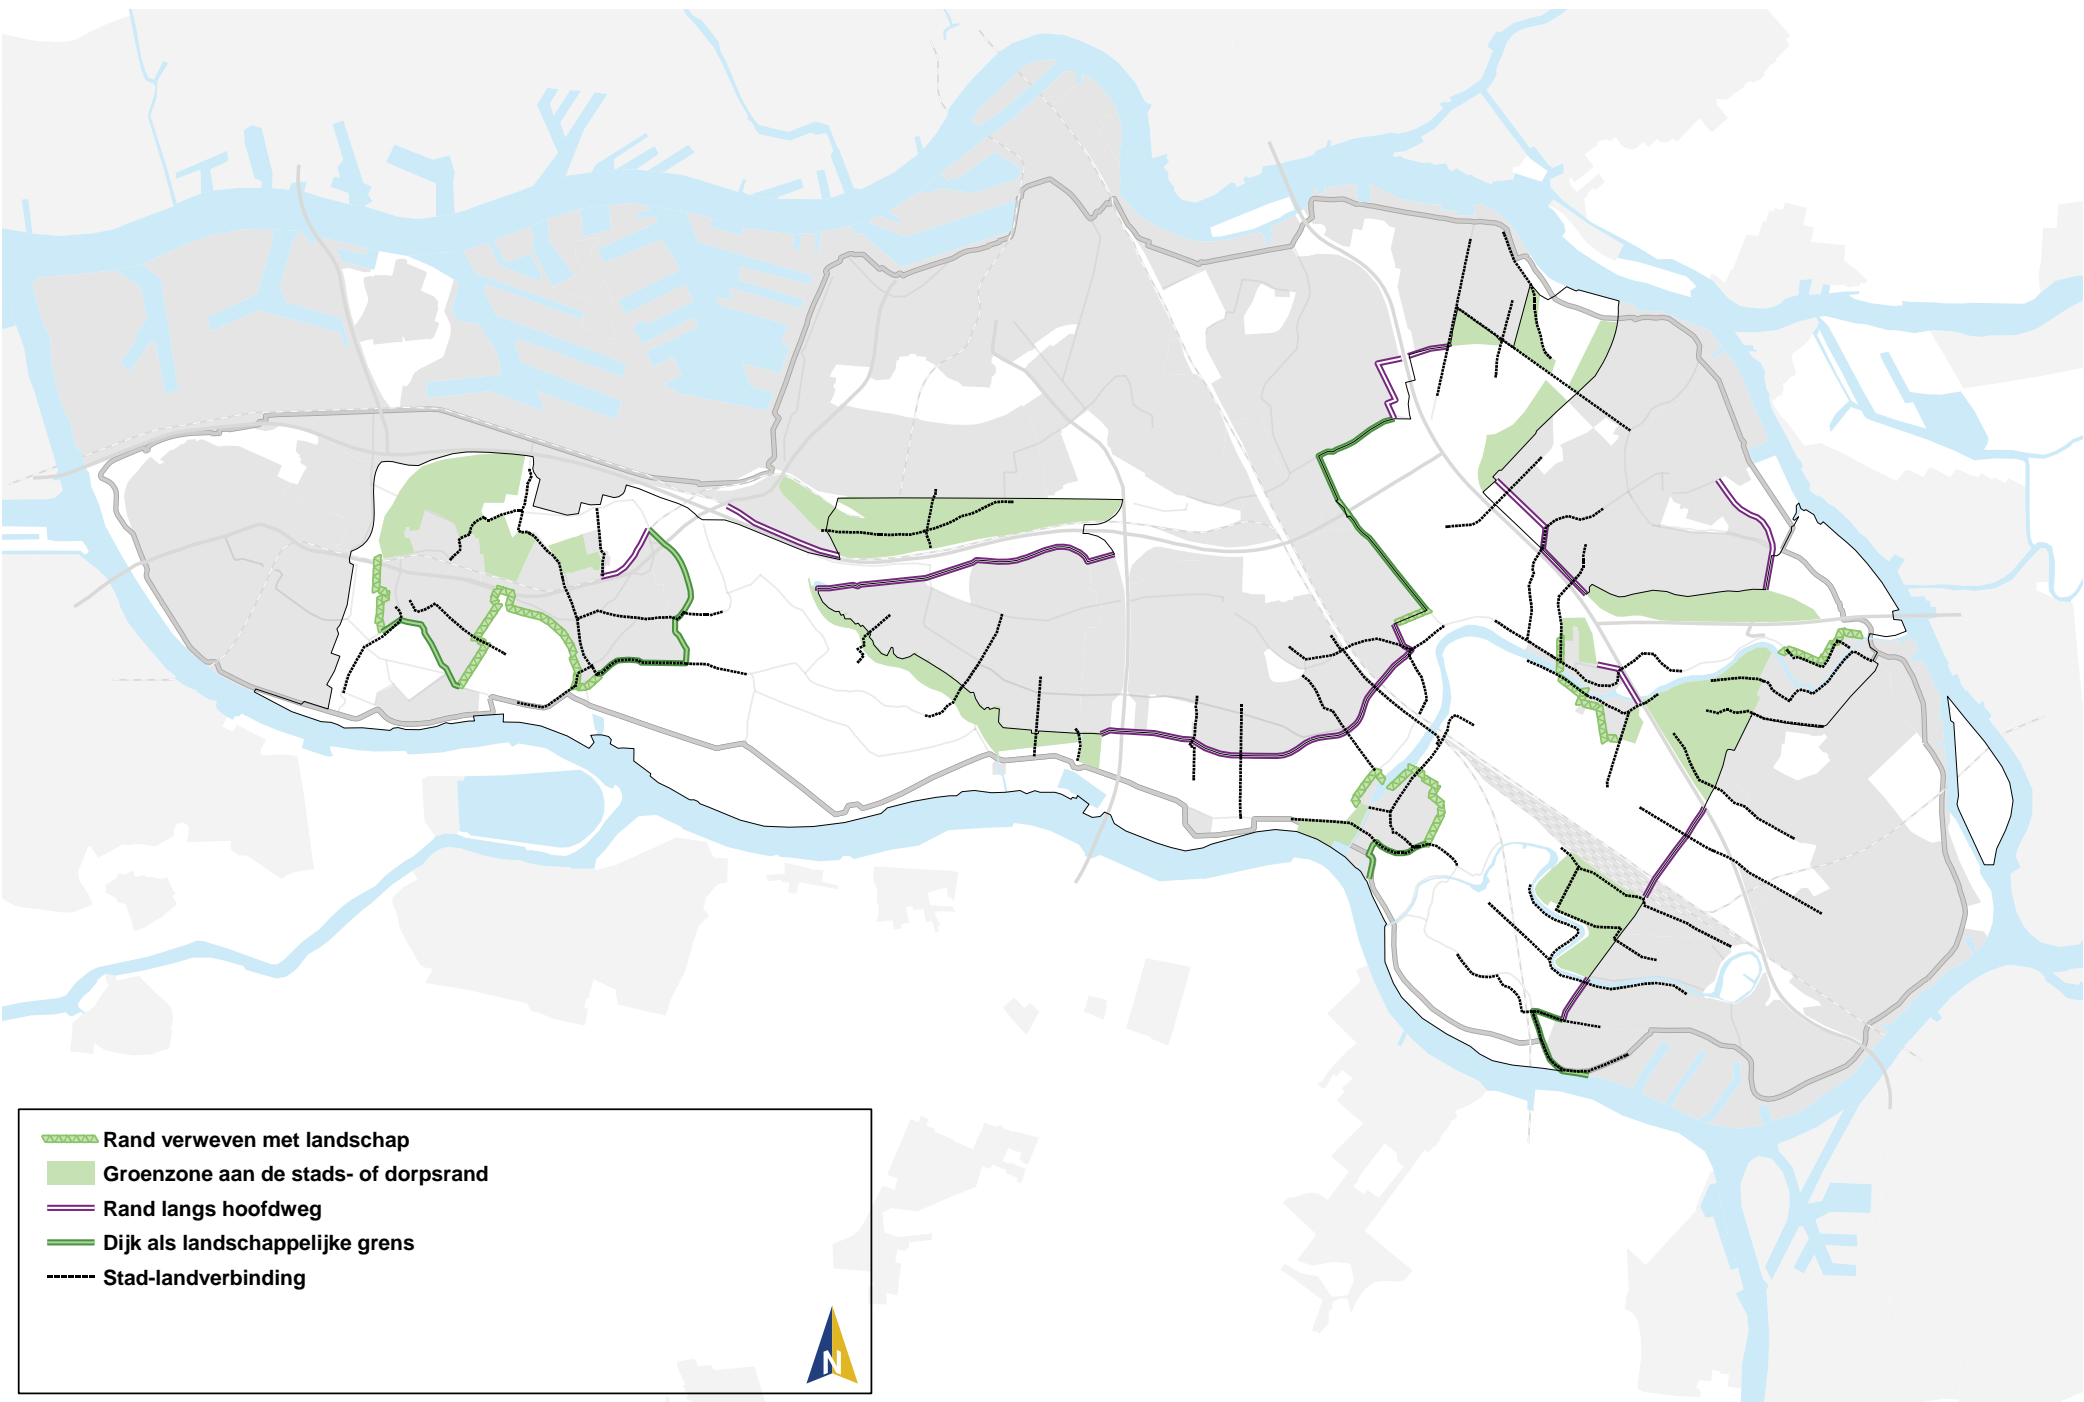 Rand verweven met landschap
Groenzone aan de stads- of dorpsrand
Rand langs hoofdweg
Dijk als landschappelijke grens
Stad-landverbinding
N